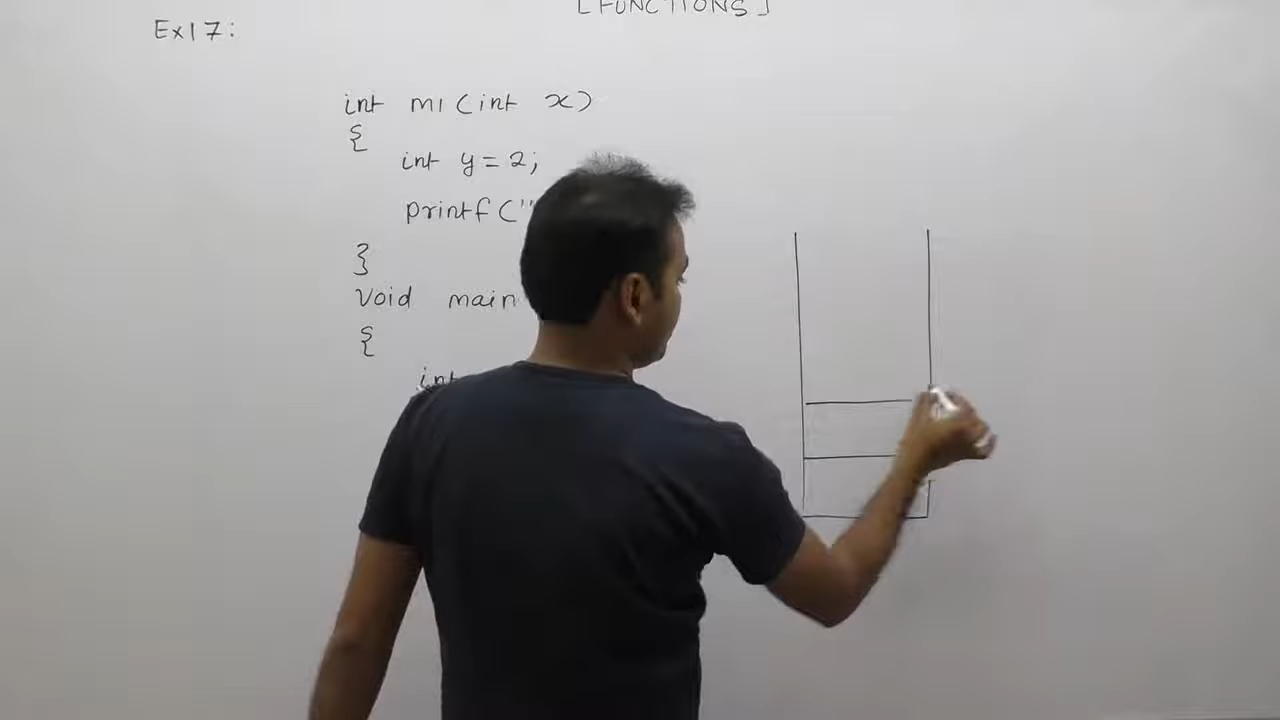 [FUNCTIONS]
Ex17:
int m1(int x)
{
int y=2;
printf("
}
void main
{
int